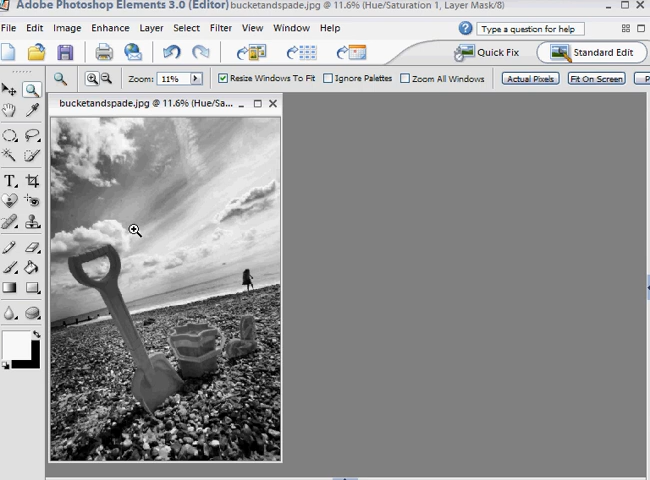 Adobe Photoshop Elements 3.0 (Editor) bucketandspade.jpg @ 11.6% (Hue/Saturation 1, Layer Mask/8)
File Edit Image Enhance Layer Select Filter View Window Help Type a question for help
Quick Fix Standard Edit
Zoom: 11% Resize Windows To Fit Ignore Palettes Zoom All Windows Actual Pixels Fit On Screen P
bucketandspade.jpg @ 11.6% (Hue/Sa...
T